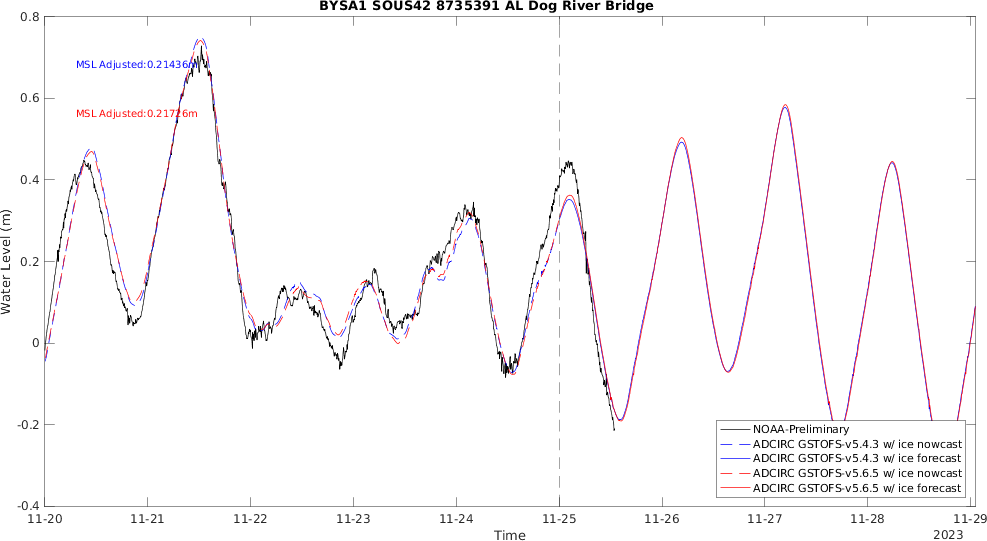 BYSA1 SOUS42 8735391 AL Dog River Bridge
0.8
0.6
0.4
0.2
0
-0.2
-0.4
Water Level (m)
MSL Adjusted:0.21436m
MSL Adjusted:0.21726m
NOAA-Preliminary
ADCIRC GSTOFS-v5.4.3 w/ ice nowcast
ADCIRC GSTOFS-v5.4.3 w/ ice forecast
ADCIRC GSTOFS-v5.6.5 w/ ice nowcast
ADCIRC GSTOFS-v5.6.5 w/ ice forecast
11-20 11-21 11-22 11-23 11-24 11-25 11-26 11-27 11-28 11-29
Time
2023